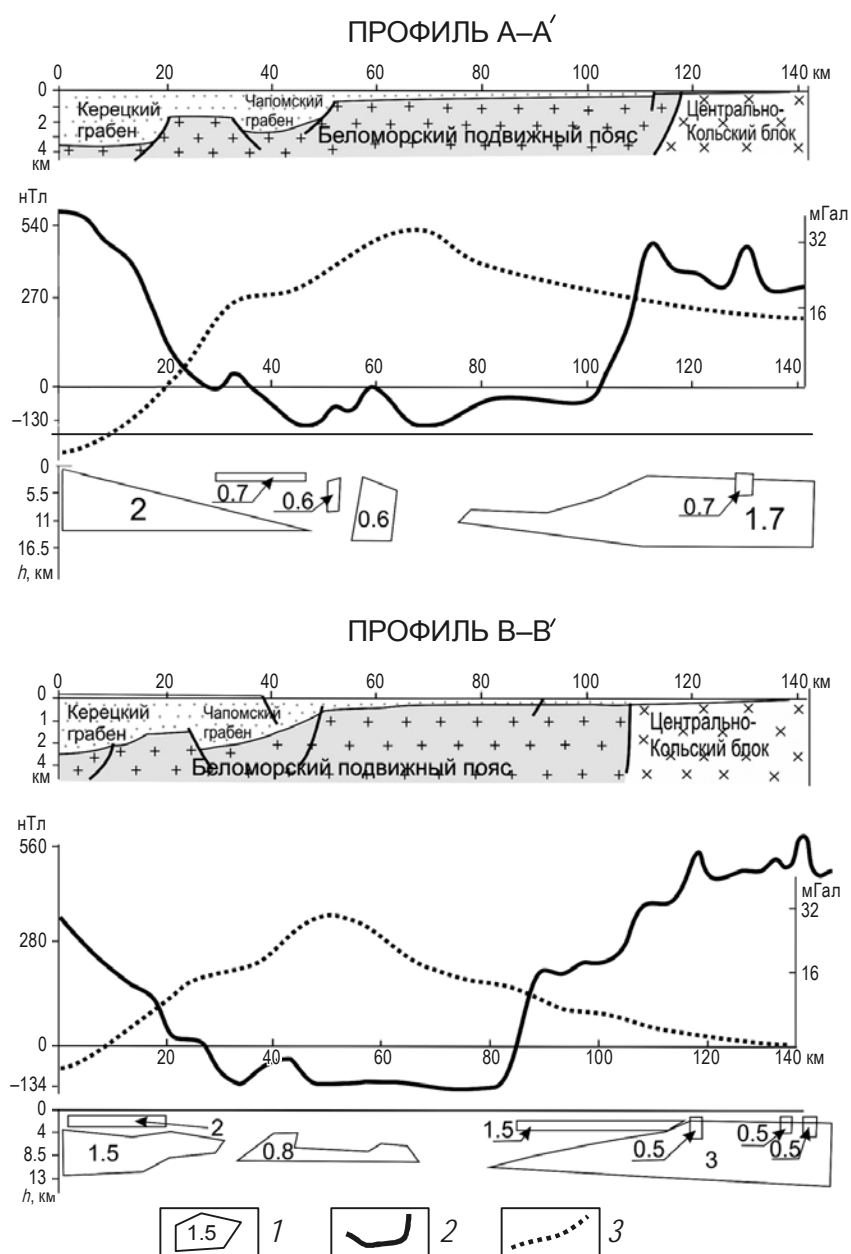 ПРОФИЛЬ А–А′
0 20 40 60 80 100 120 140 км
0
2
4
км
Керецкий
грабен
Чапомский
грабен
Беломорский подвижный пояс
Центрально-
Кольский блок
нТл
мГал
540
270
0
–130
32
16
20 40 60 80 100 120 140
0
5.5
11
16.5
h, км
2
0.7
0.6
0.6
0.7
1.7
ПРОФИЛЬ В–В′
0 20 40 60 80 100 120 140 км
0
1
2
4
км
Керецкий
грабен
Чапомский
грабен
Беломорский подвижный пояс
Центрально-
Кольский блок
нТл
мГал
560
280
0
–134
32
16
20 40 60 80 100 120 140 км
0
4
8.5
13
h, км
2
1.5
0.8
1.5
0.5
0.5
0.5
3
1.5 1 2 3